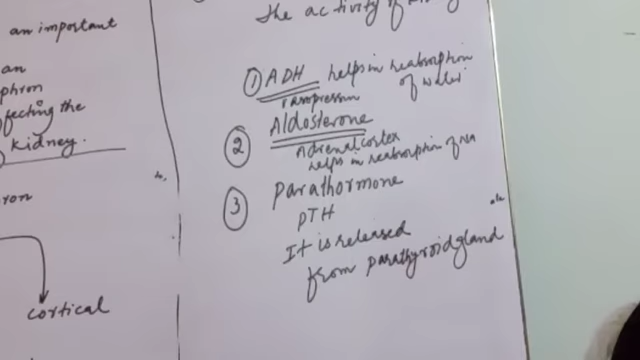 an important
an
phron
fecting the
kidney.
ron
cortical
the activity of
① ADH helps in reabsorption
of water
vasopressin
② Aldosterone
Adrenal cortex
helps in reabsorption of Na
③ Parathormone
PTH
It is released
from parathyroid gland